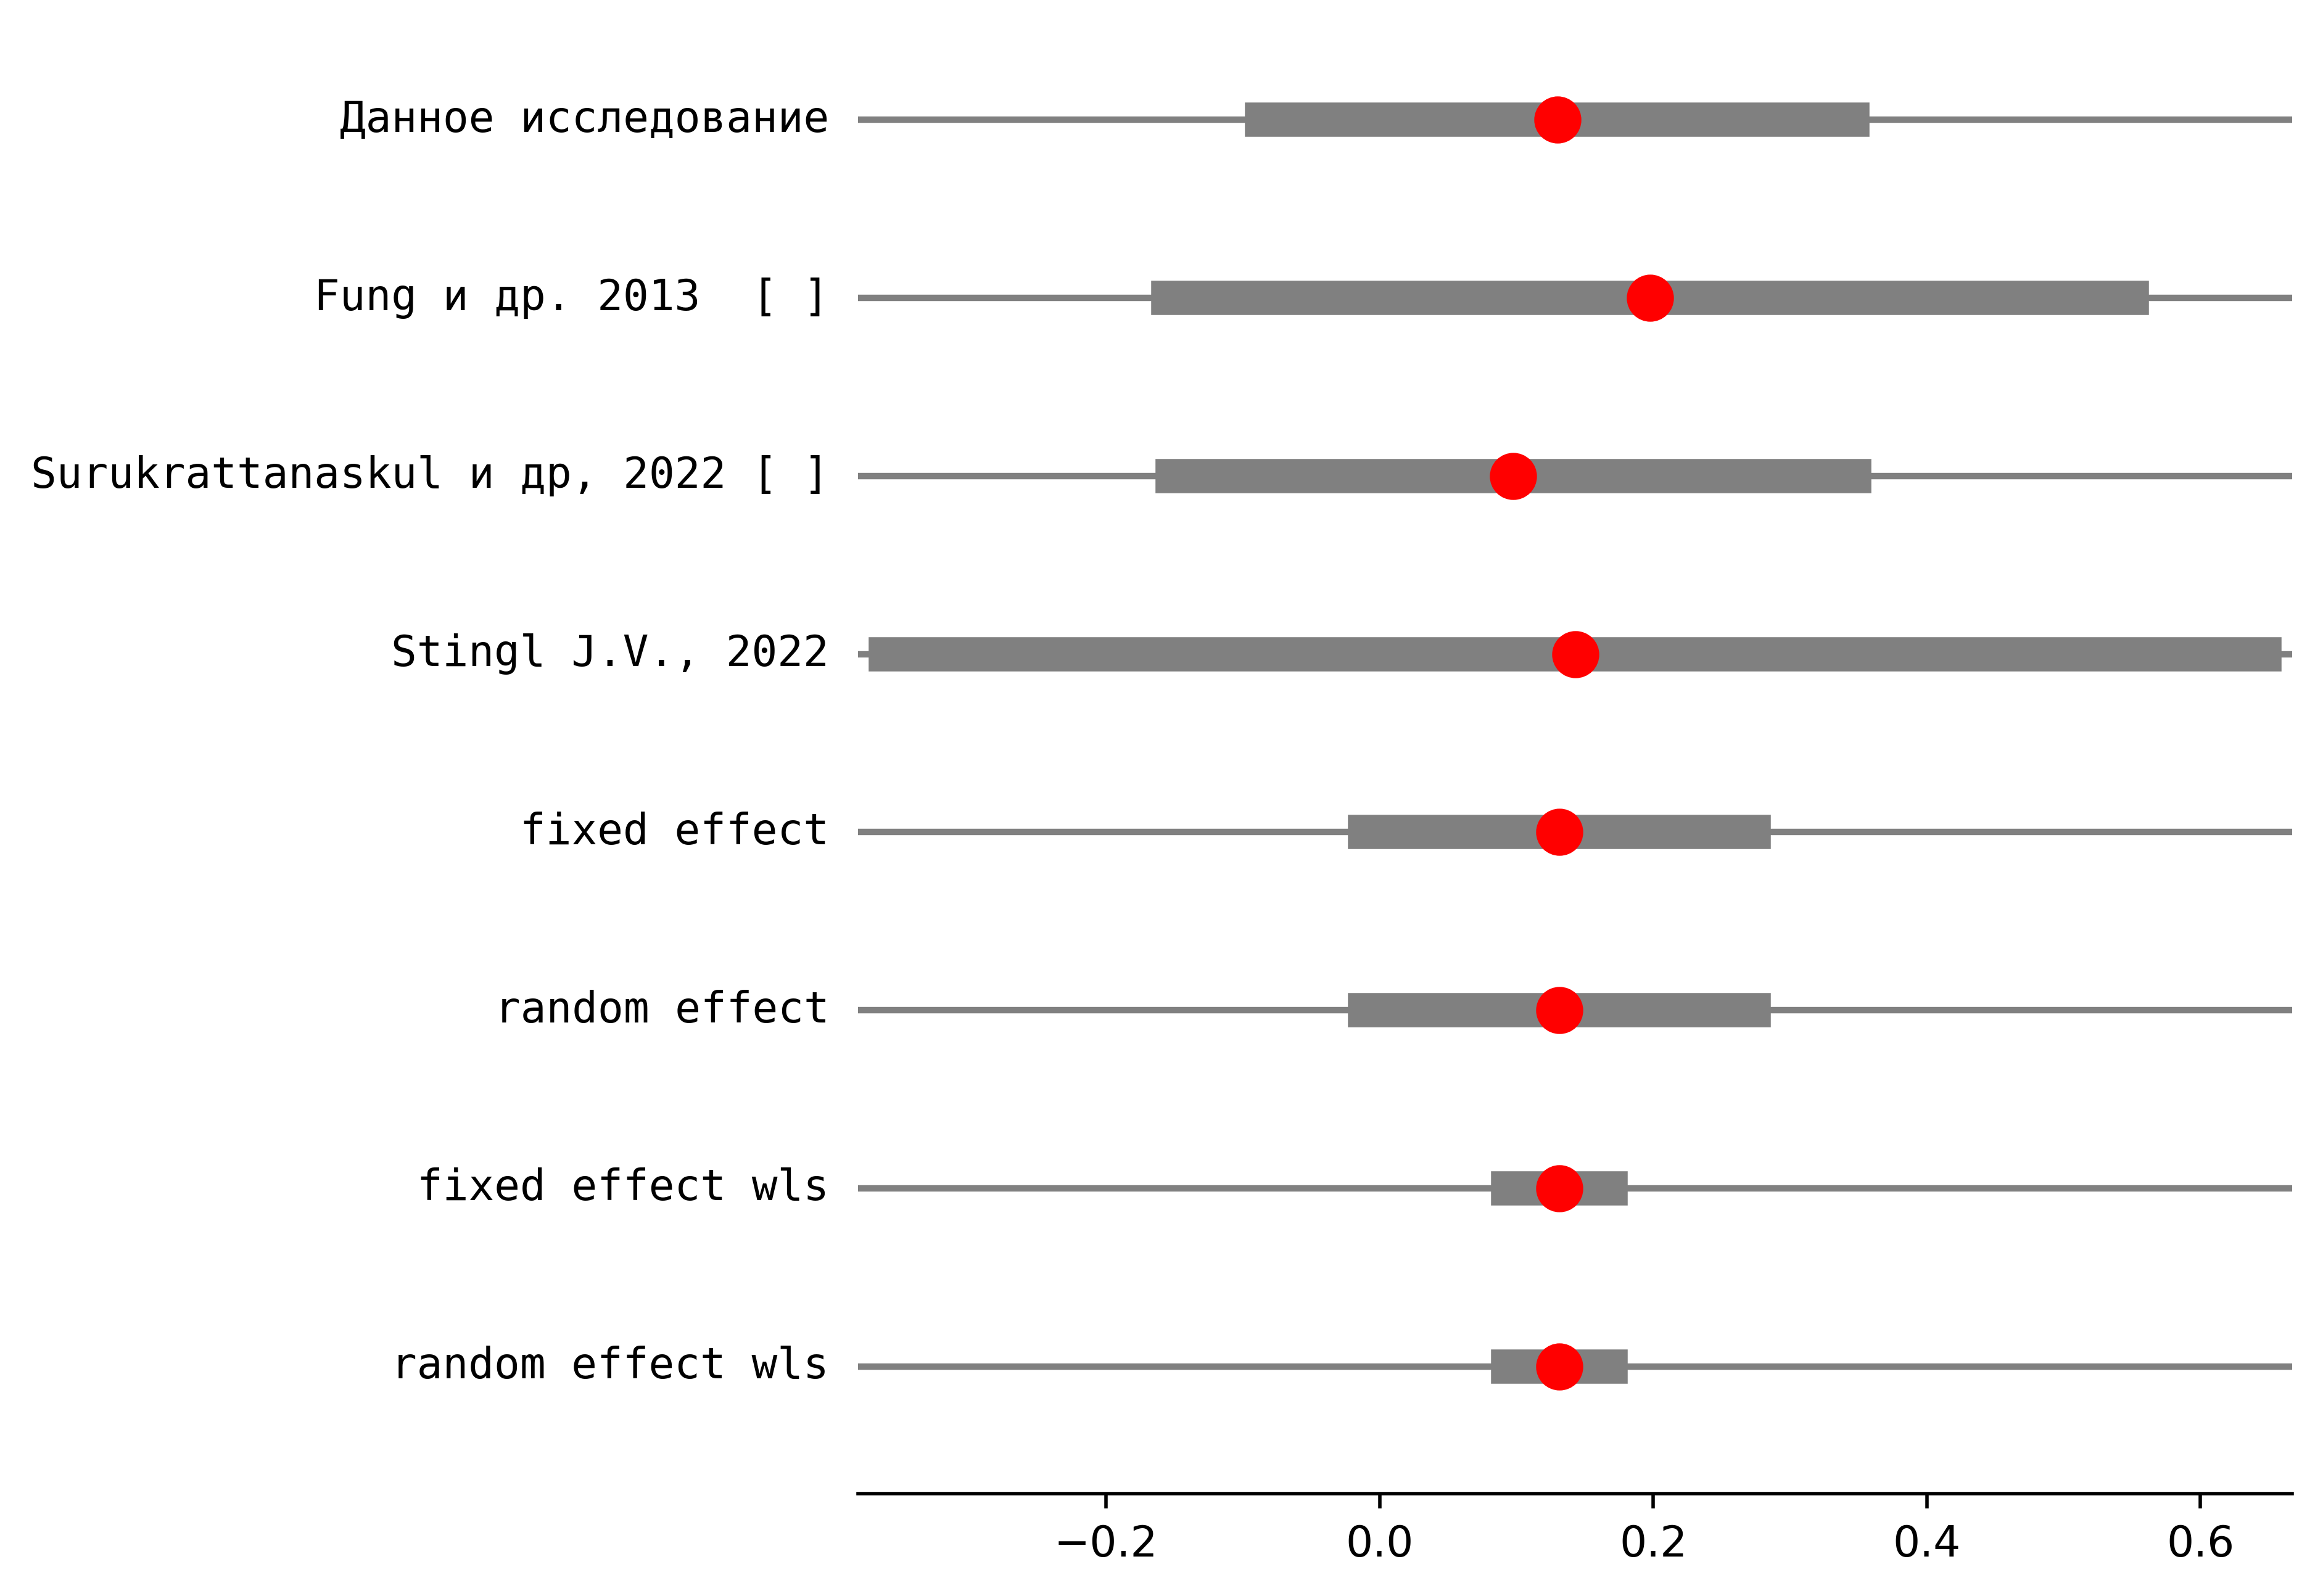 Данное исследование
Fung и др. 2013  [ ]
Surukrattanaskul и др, 2022 [ ]
Stingl J.V., 2022
fixed effect
random effect
fixed effect wls
random effect wls
−0.2 0.0 0.2 0.4 0.6